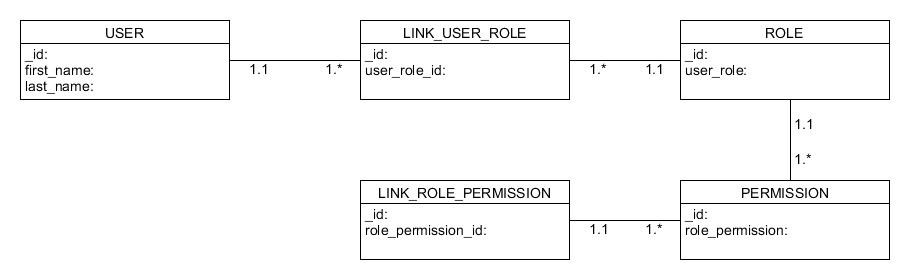 USER
_id:
first_name:
last_name:
1.1
1.*
LINK_USER_ROLE
_id:
user_role_id:
1.*
1.1
ROLE
_id:
user_role:
1.1
1.*
LINK_ROLE_PERMISSION
_id:
role_permission_id:
1.1
1.*
PERMISSION
_id:
role_permission: